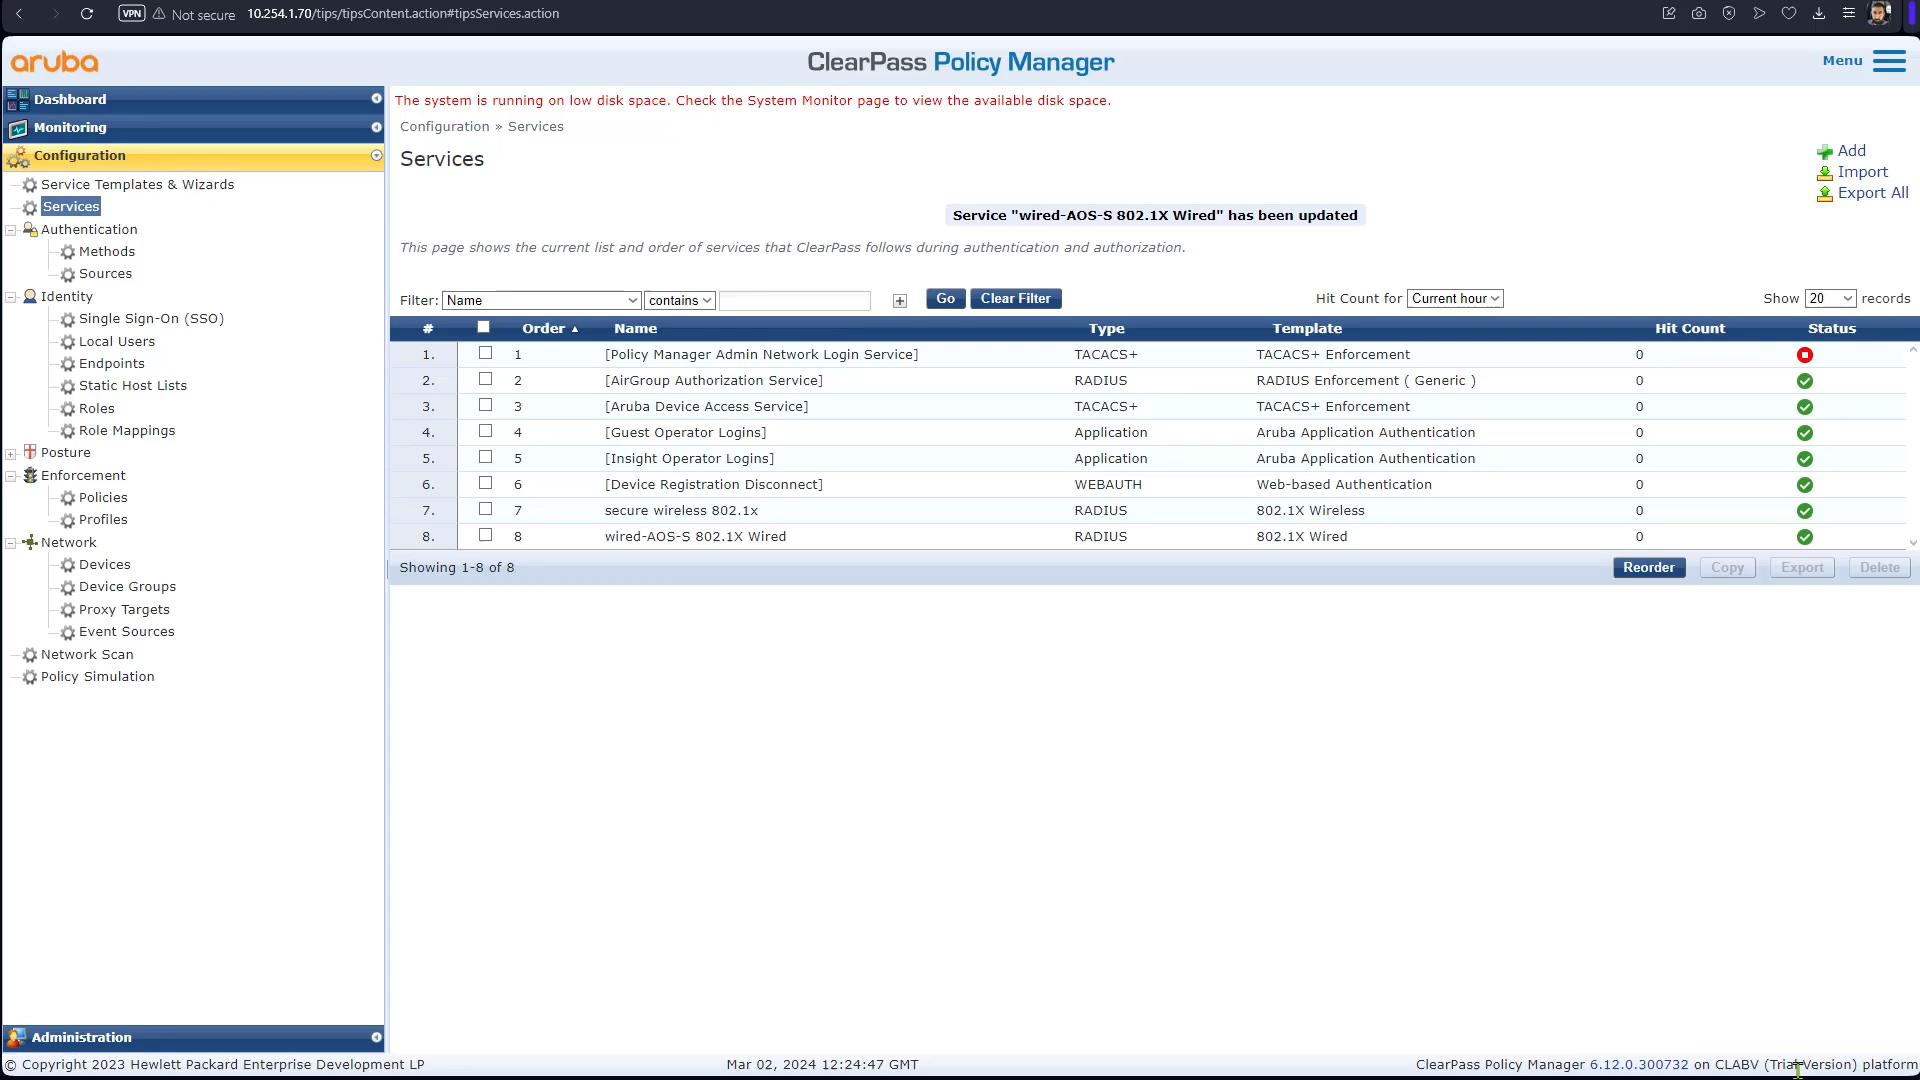 VPN Not secure 10.254.1.70/tips/tipsContent.action#tipsServices.action
aruba
ClearPass Policy Manager
Menu
Dashboard
Monitoring
Configuration
Service Templates & Wizards
Services
Authentication
Methods
Sources
Identity
Single Sign-On (SSO)
Local Users
Endpoints
Static Host Lists
Roles
Role Mappings
Posture
Enforcement
Policies
Profiles
Network
Devices
Device Groups
Proxy Targets
Event Sources
Network Scan
Policy Simulation
Administration
The system is running on low disk space. Check the System Monitor page to view the available disk space.
Configuration » Services
Services
Add
Import
Export All
Service "wired-AOS-S 802.1X Wired" has been updated
This page shows the current list and order of services that ClearPass follows during authentication and authorization.
Filter: Name contains Go Clear Filter Hit Count for Current hour Show 20 records
# Order Name Type Template Hit Count Status
1. 1 [Policy Manager Admin Network Login Service] TACACS+ TACACS+ Enforcement 0
2. 2 [AirGroup Authorization Service] RADIUS RADIUS Enforcement ( Generic ) 0
3. 3 [Aruba Device Access Service] TACACS+ TACACS+ Enforcement 0
4. 4 [Guest Operator Logins] Application Aruba Application Authentication 0
5. 5 [Insight Operator Logins] Application Aruba Application Authentication 0
6. 6 [Device Registration Disconnect] WEBAUTH Web-based Authentication 0
7. 7 secure wireless 802.1x RADIUS 802.1X Wireless 0
8. 8 wired-AOS-S 802.1X Wired RADIUS 802.1X Wired 0
Showing 1-8 of 8 Reorder Copy Export Delete
© Copyright 2023 Hewlett Packard Enterprise Development LP Mar 02, 2024 12:24:47 GMT ClearPass Policy Manager 6.12.0.300732 on CLABV (Trial Version) platform